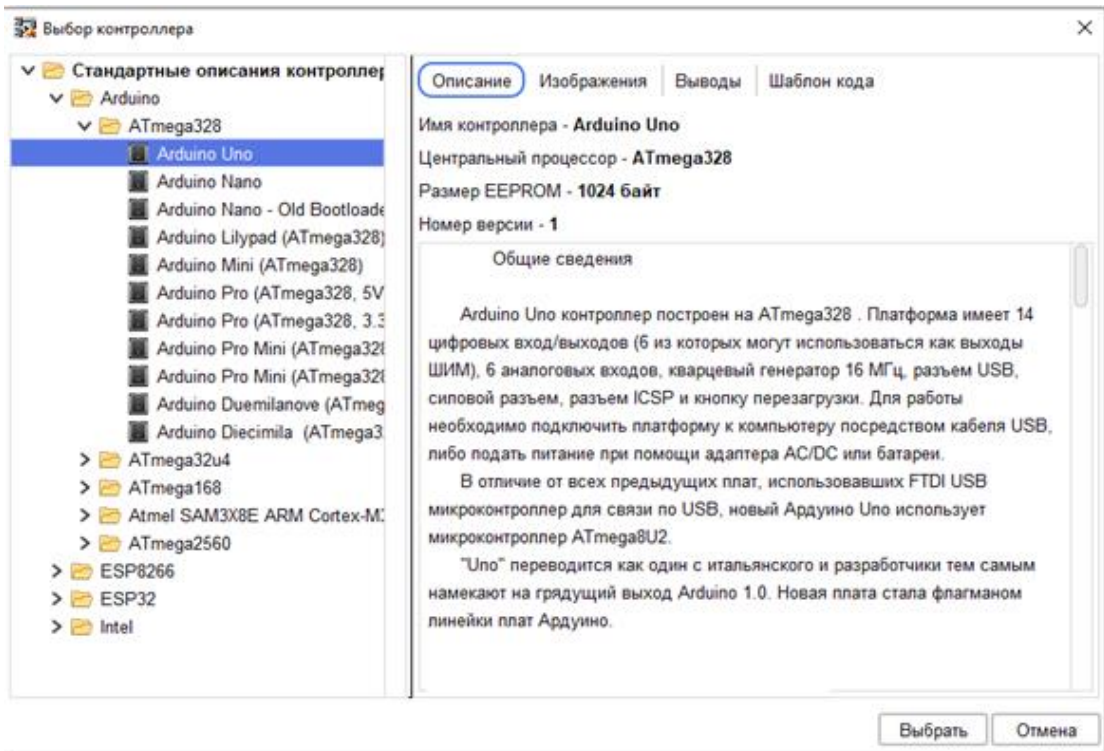 Выбор контроллера
Стандартные описания контроллер
Arduino
ATmega328
Arduino Uno
Arduino Nano
Arduino Nano - Old Bootloade
Arduino Lilypad (ATmega328)
Arduino Mini (ATmega328)
Arduino Pro (ATmega328, 5V
Arduino Pro (ATmega328, 3.3
Arduino Pro Mini (ATmega328
Arduino Pro Mini (ATmega328
Arduino Duemilanove (ATmeg
Arduino Diecimila (ATmega3
ATmega32u4
ATmega168
Atmel SAM3X8E ARM Cortex-M3
ATmega2560
ESP8266
ESP32
Intel
Описание Изображения Выводы Шаблон кода
Имя контроллера - Arduino Uno
Центральный процессор - ATmega328
Размер EEPROM - 1024 байт
Номер версии - 1
Общие сведения
Arduino Uno контроллер построен на ATmega328 . Платформа имеет 14
цифровых вход/выходов (6 из которых могут использоваться как выходы
ШИМ), 6 аналоговых входов, кварцевый генератор 16 МГц, разъем USB,
силовой разъем, разъем ICSP и кнопку перезагрузки. Для работы
необходимо подключить платформу к компьютеру посредством кабеля USB,
либо подать питание при помощи адаптера AC/DC или батареи.
В отличие от всех предыдущих плат, использовавших FTDI USB
микроконтроллер для связи по USB, новый Ардуино Uno использует
микроконтроллер ATmega8U2.
"Uno" переводится как один с итальянского и разработчики тем самым
намекают на грядущий выход Arduino 1.0. Новая плата стала флагманом
линейки плат Ардуино.
Выбрать Отмена